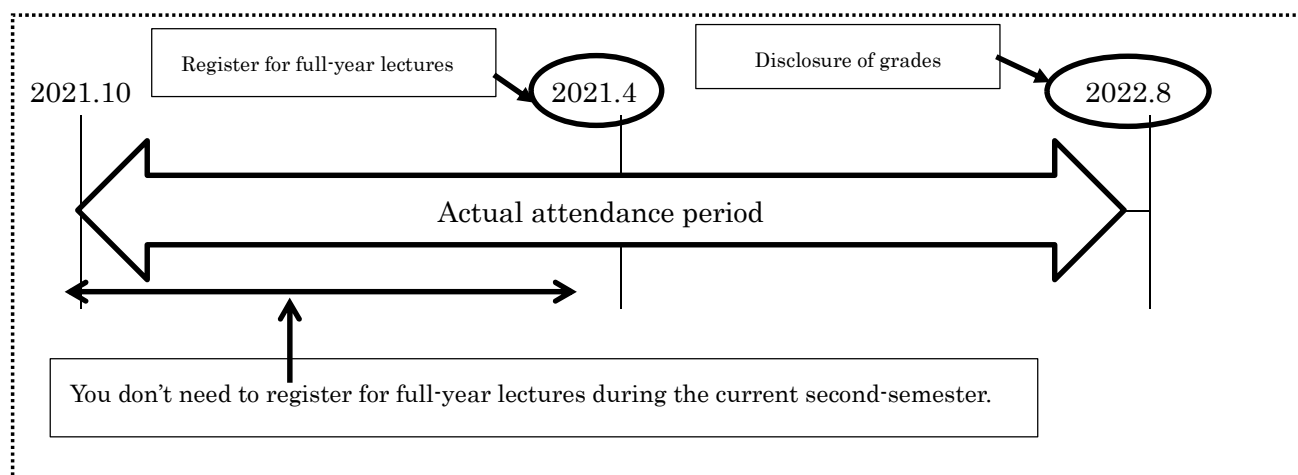 Register for full-year lectures
Disclosure of grades
2021.10
2021.4
2022.8
Actual attendance period
You don’t need to register for full-year lectures during the current second-semester.